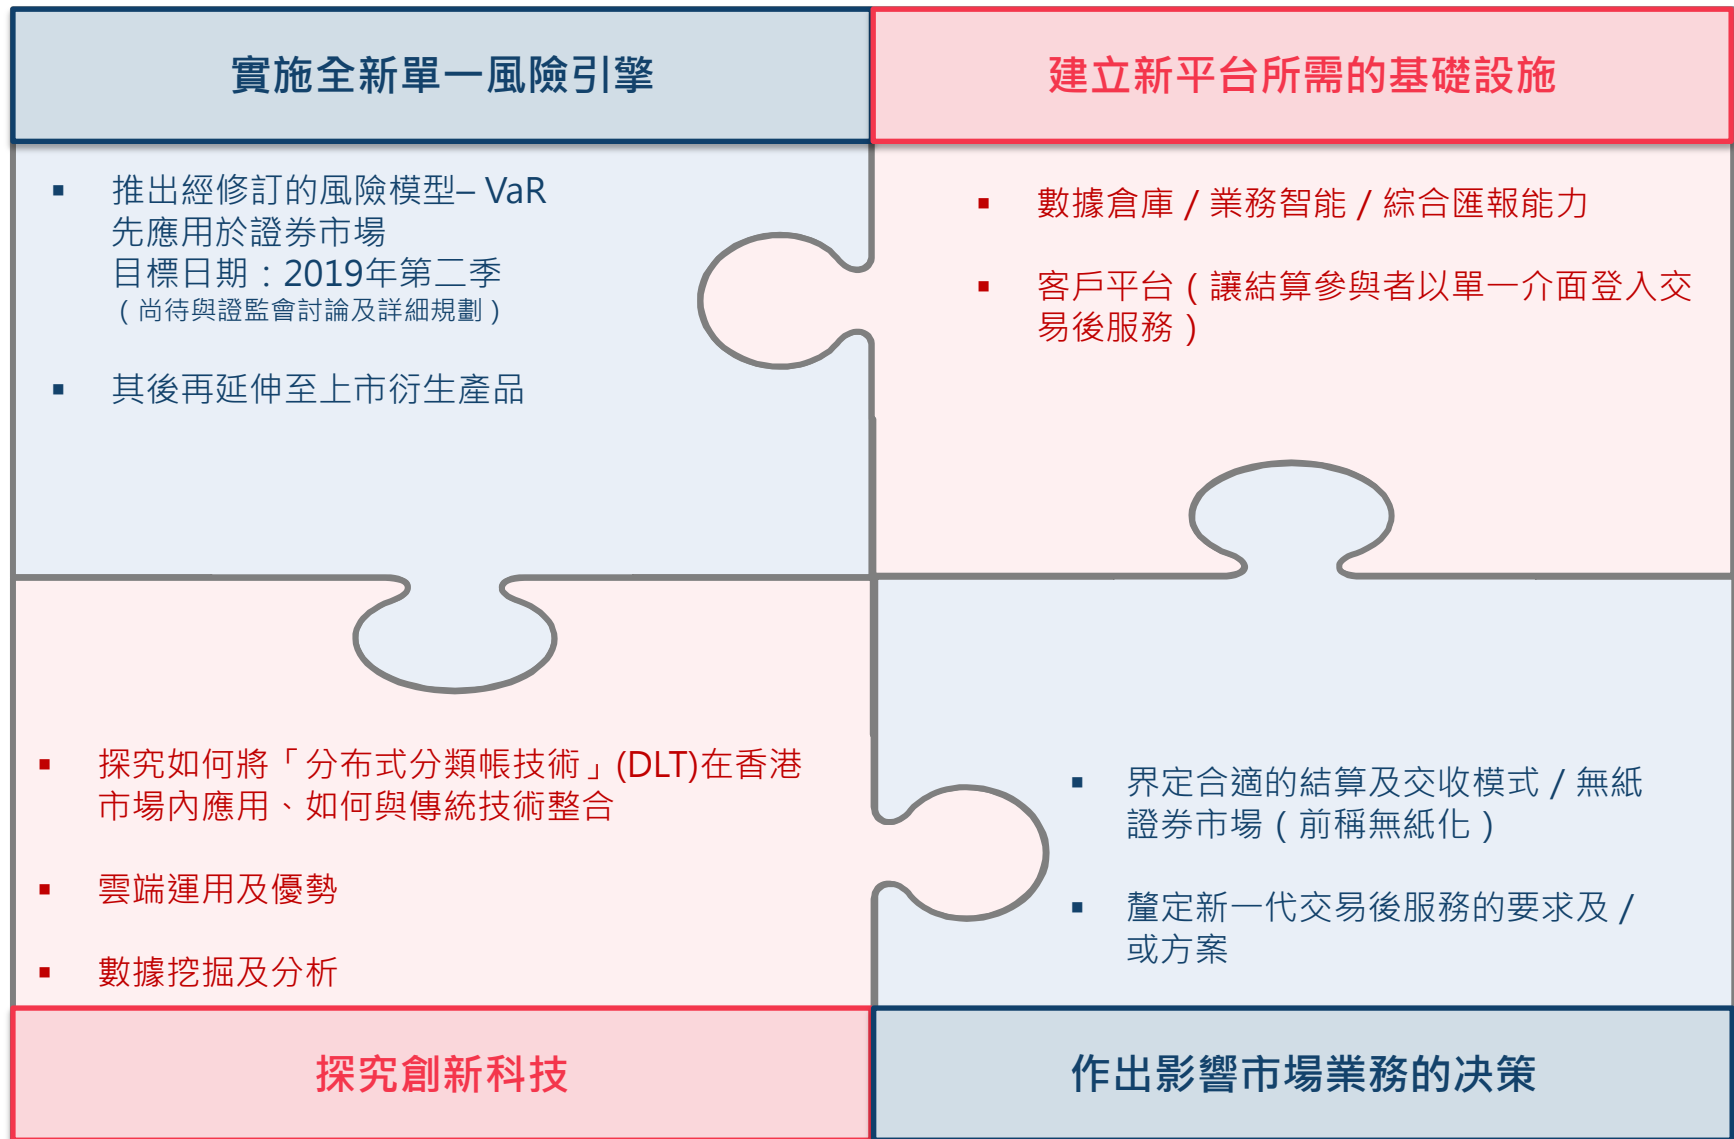 實施全新單一風險引擎
▪ 推出經修訂的風險模型– VaR
先應用於證券市場
目標日期：2019年第二季
（尚待與證監會討論及詳細規劃）
▪ 其後再延伸至上市衍生產品
建立新平台所需的基礎設施
▪ 數據倉庫 / 業務智能 / 綜合匯報能力
▪ 客戶平台（讓結算參與者以單一介面登入交
易後服務）
▪ 探究如何將「分布式分類帳技術」(DLT)在香港
市場內應用、如何與傳統技術整合
▪ 雲端運用及優勢
▪ 數據挖掘及分析
探究創新科技
▪ 界定合適的結算及交收模式 / 無紙
證券市場（前稱無紙化）
▪ 釐定新一代交易後服務的要求及 /
或方案
作出影響市場業務的決策